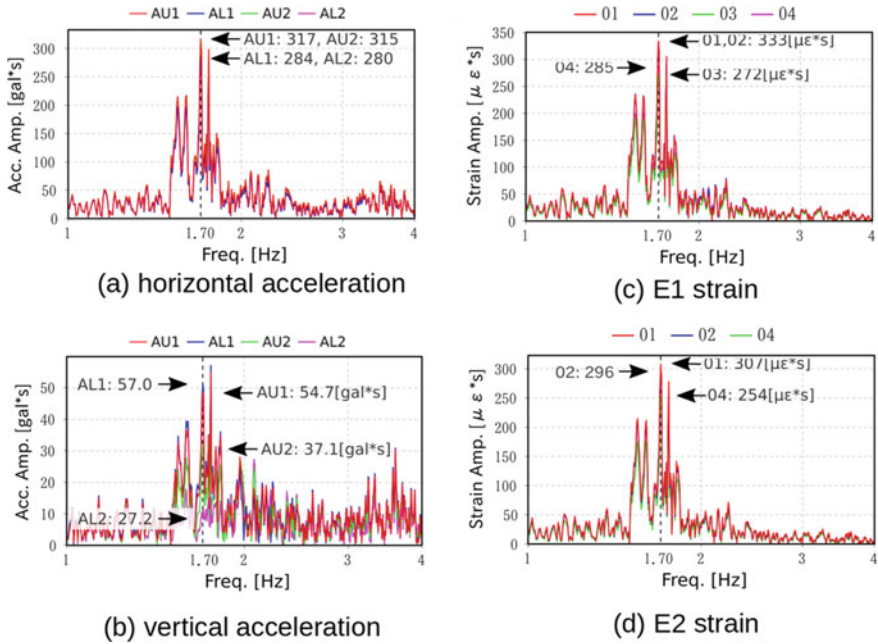 AU1 AL1 AU2 AL2
Acc. Amp. [gal*s]
300
250
200
150
100
50
0
AU1: 317, AU2: 315
AL1: 284, AL2: 280
1 1.70 2 3 4
Freq. [Hz]
(a) horizontal acceleration
01 02 03 04
Strain Amp. [μ ε*s]
350
300
250
200
150
100
50
0
01,02: 333[με*s]
04: 285
03: 272[με*s]
1 1.70 2 3 4
Freq. [Hz]
(c) E1 strain
AU1 AL1 AU2 AL2
Acc. Amp. [gal*s]
50
40
30
20
10
0
AL1: 57.0
AU1: 54.7[gal*s]
AU2: 37.1[gal*s]
AL2: 27.2
1 1.70 2 3 4
Freq. [Hz]
(b) vertical acceleration
01 02 04
Strain Amp. [μ ε*s]
300
250
200
150
100
50
0
02: 296
01: 307[με*s]
04: 254[με*s]
1 1.70 2 3 4
Freq. [Hz]
(d) E2 strain